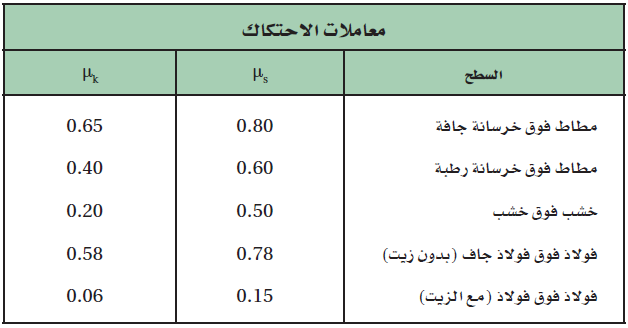 معاملات الاحتكاك
السطح μs μk
مطاط فوق خرسانة جافة 0.80 0.65
مطاط فوق خرسانة رطبة 0.60 0.40
خشب فوق خشب 0.50 0.20
فولاذ فوق فولاذ جاف (بدون زيت) 0.78 0.58
فولاذ فوق فولاذ (مع الزيت) 0.15 0.06